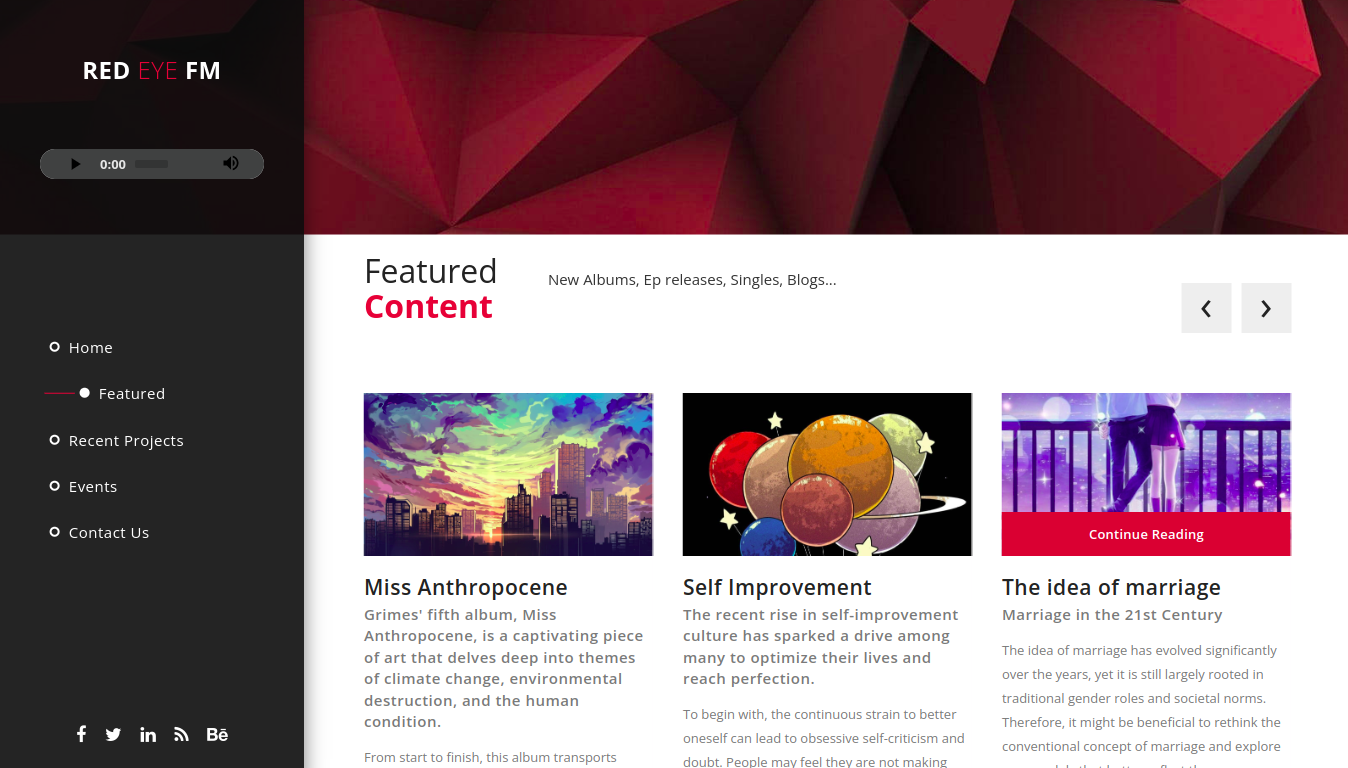 RED EYE FM
0:00
Home
Featured
Recent Projects
Events
Contact Us
Bē
Featured
Content
New Albums, Ep releases, Singles, Blogs...
Miss Anthropocene
Grimes' fifth album, Miss
Anthropocene, is a captivating piece
of art that delves deep into themes
of climate change, environmental
destruction, and the human
condition.
From start to finish, this album transports
Self Improvement
The recent rise in self-improvement
culture has sparked a drive among
many to optimize their lives and
reach perfection.
To begin with, the continuous strain to better
oneself can lead to obsessive self-criticism and
doubt. People may feel they are not making
Continue Reading
The idea of marriage
Marriage in the 21st Century
The idea of marriage has evolved significantly
over the years, yet it is still largely rooted in
traditional gender roles and societal norms.
Therefore, it might be beneficial to rethink the
conventional concept of marriage and explore